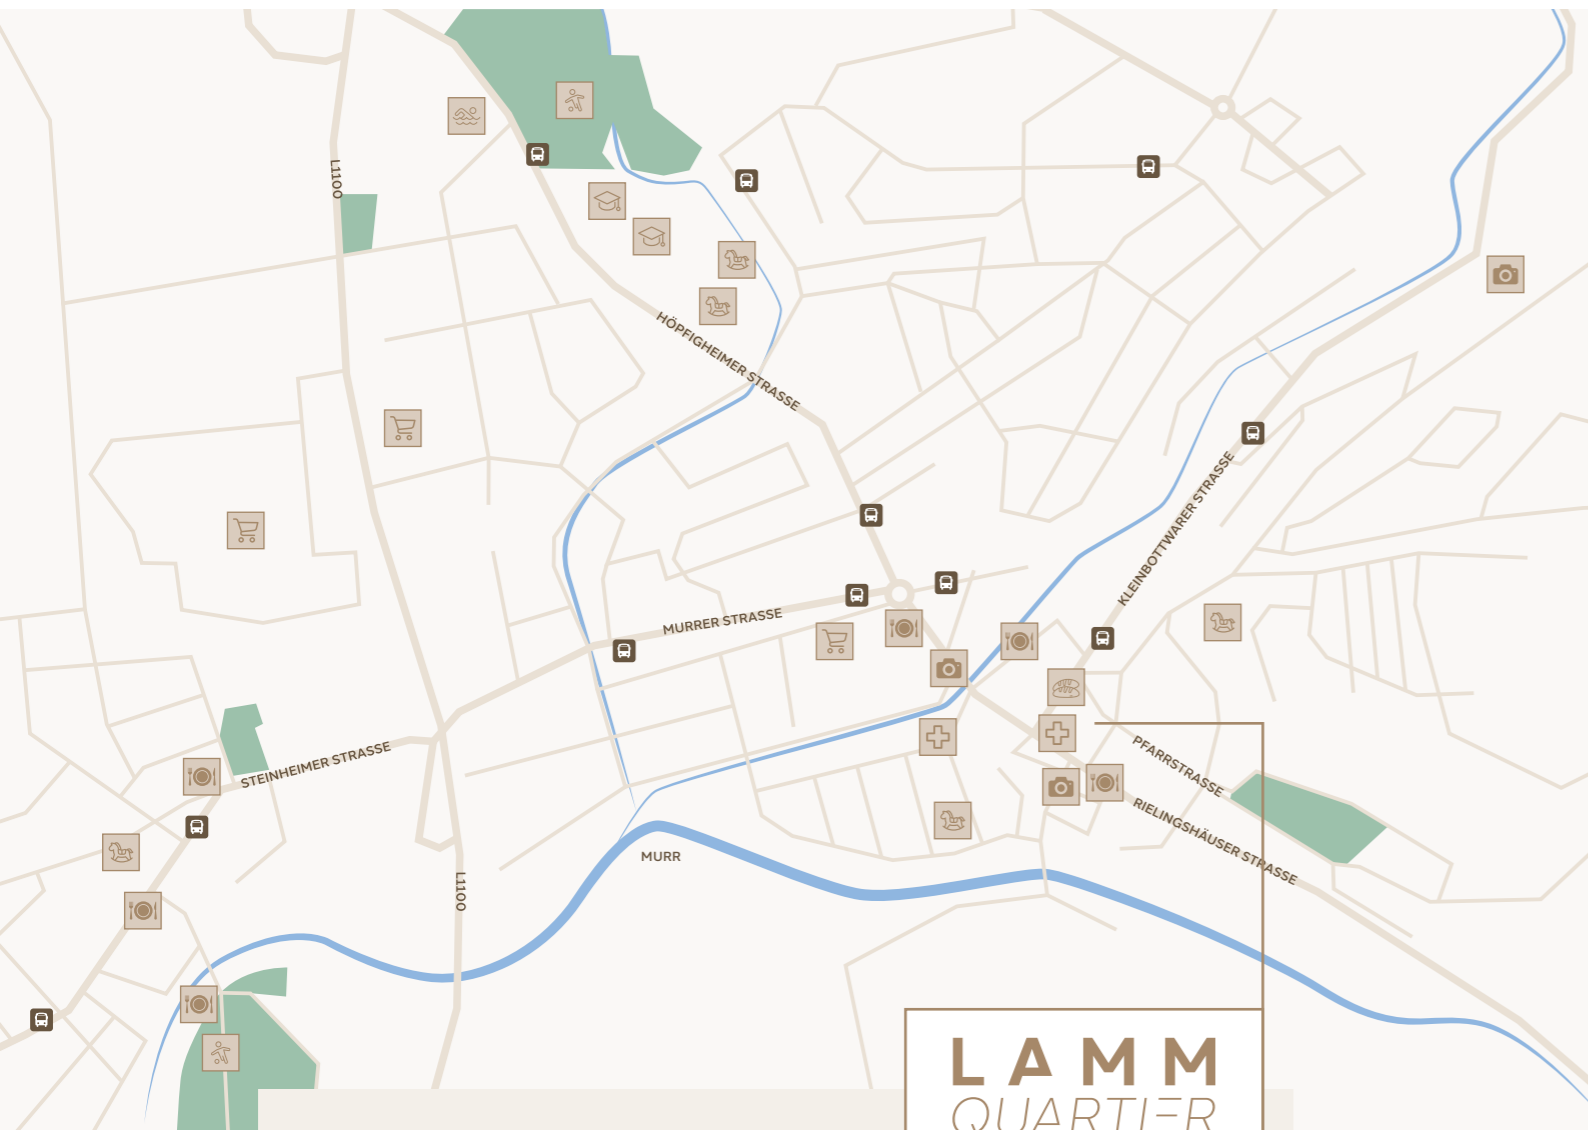 L1100
HÖPFIGHEIMER STRASSE
KLEINBOTTWARER STRASSE
MURRER STRASSE
STEINHEIMER STRASSE
PFARRSTRASSE
RIELINGSHÄUSER STRASSE
MURR
L1100
LAMM
QUARTIER